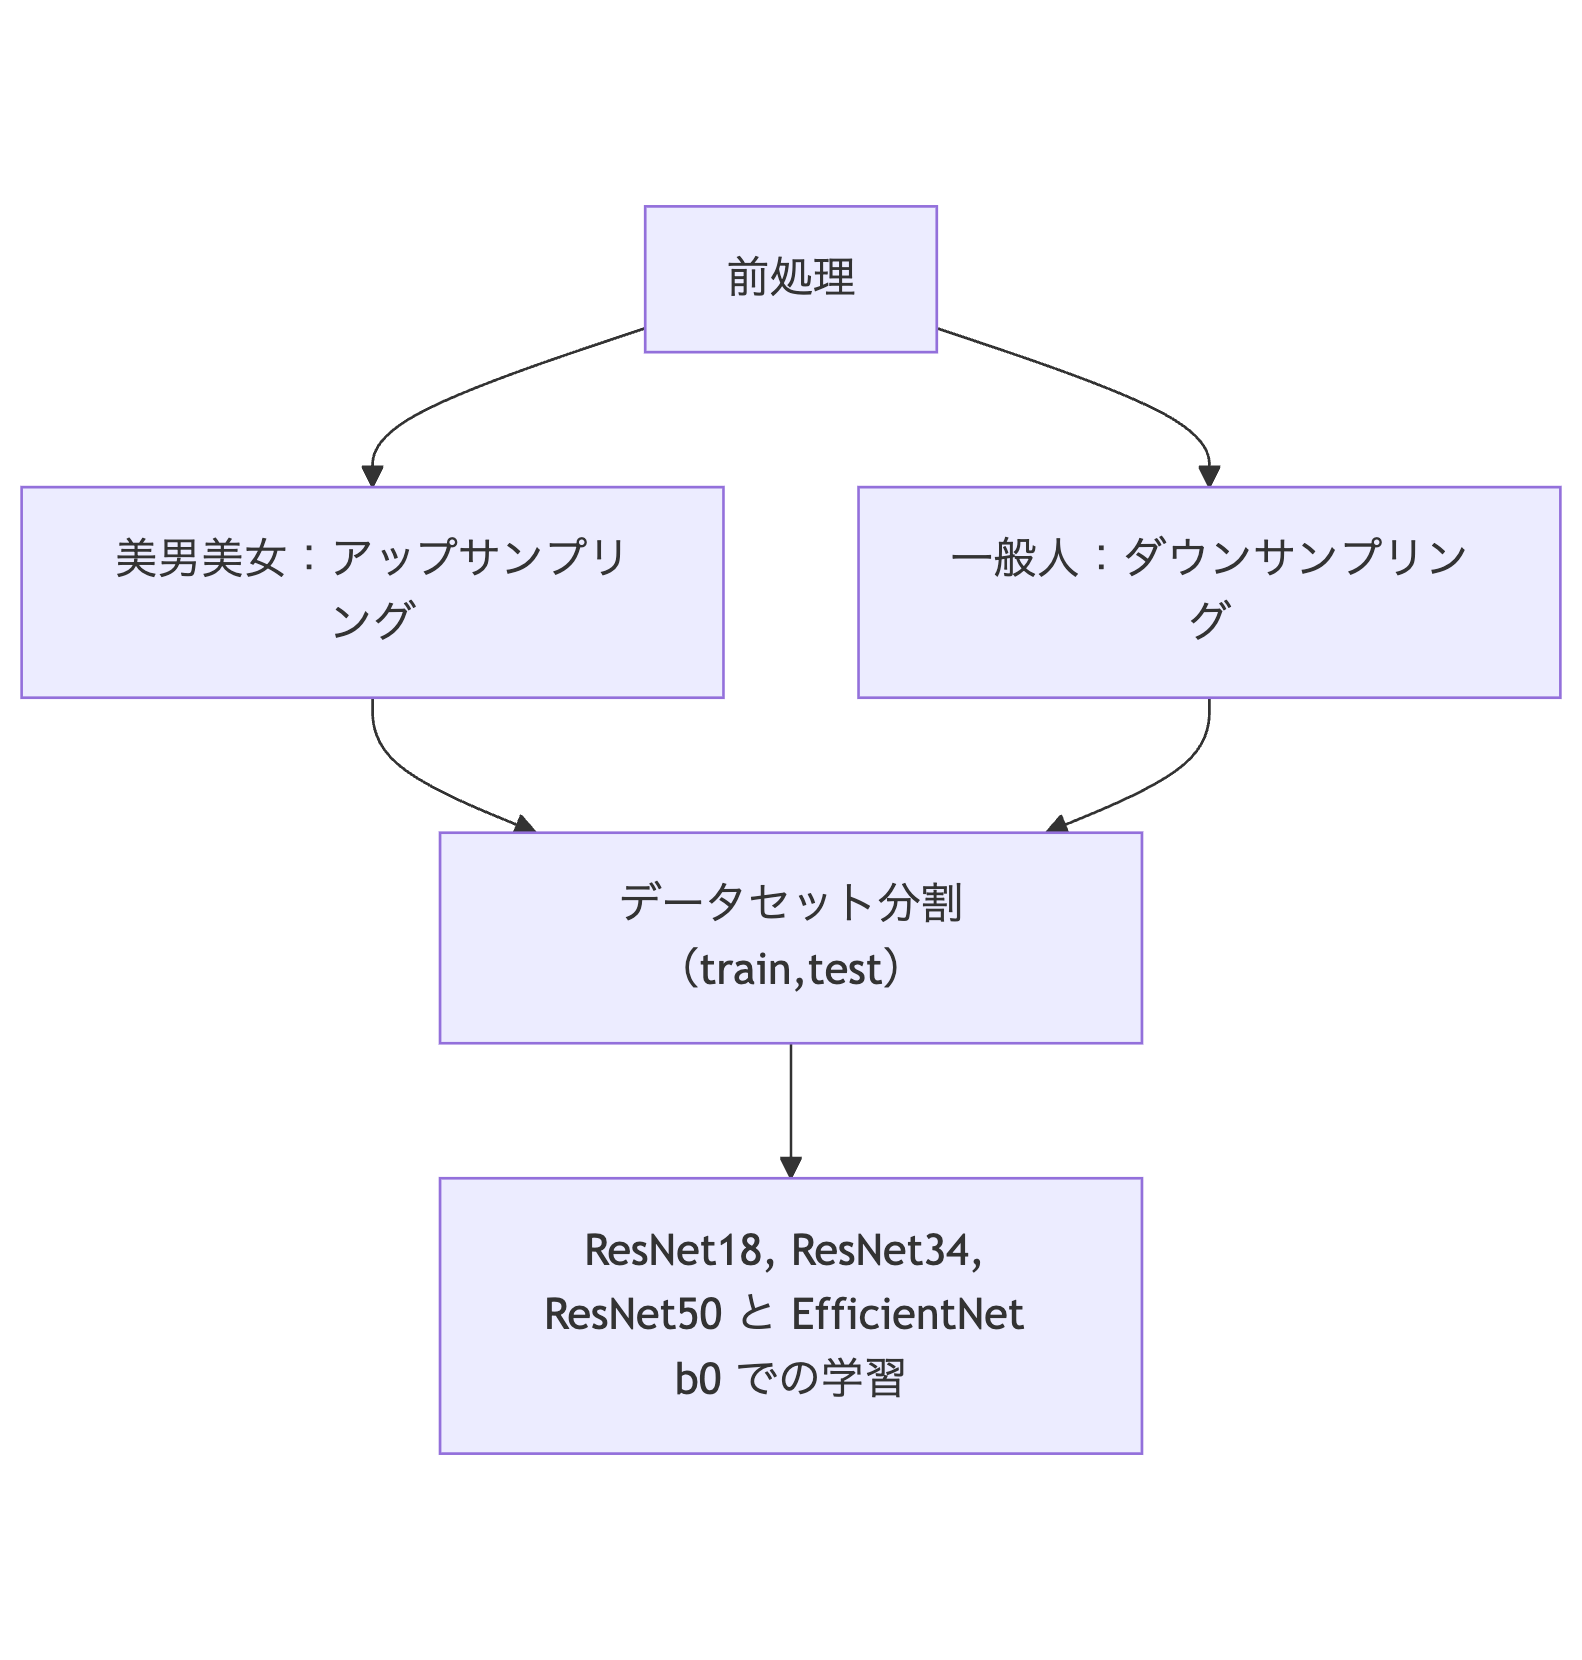 前処理
美男美女：アップサンプリ
ング
一般人：ダウンサンプリン
グ
データセット分割
（train,test）
ResNet18, ResNet34,
ResNet50 と EfficientNet
b0 での学習